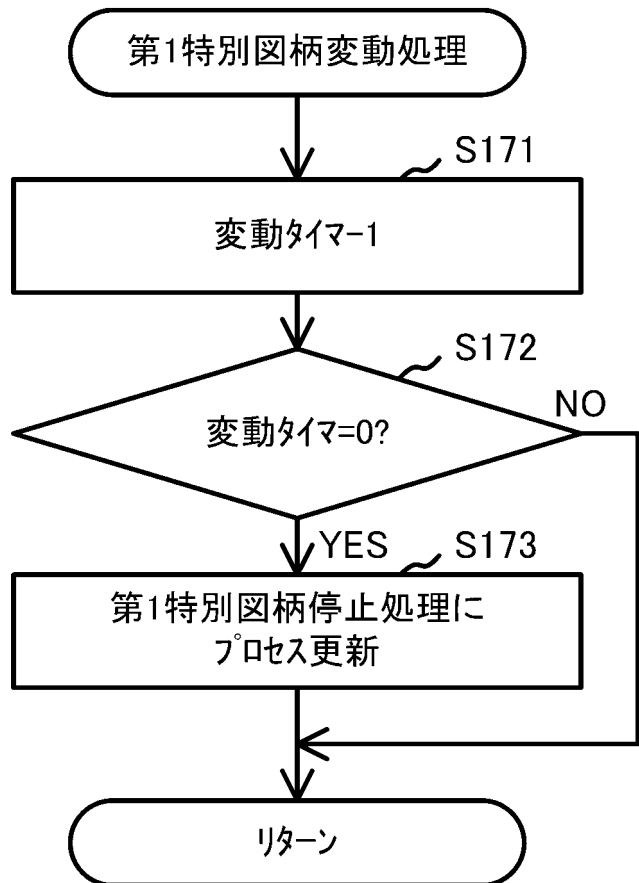 第1特別図柄変動処理
S171
変動ﾀｲﾏ-1
S172
変動ﾀｲﾏ=0?
NO
YES
S173
第1特別図柄停止処理に
ﾌﾟﾛｾｽ更新
ﾘﾀｰﾝ